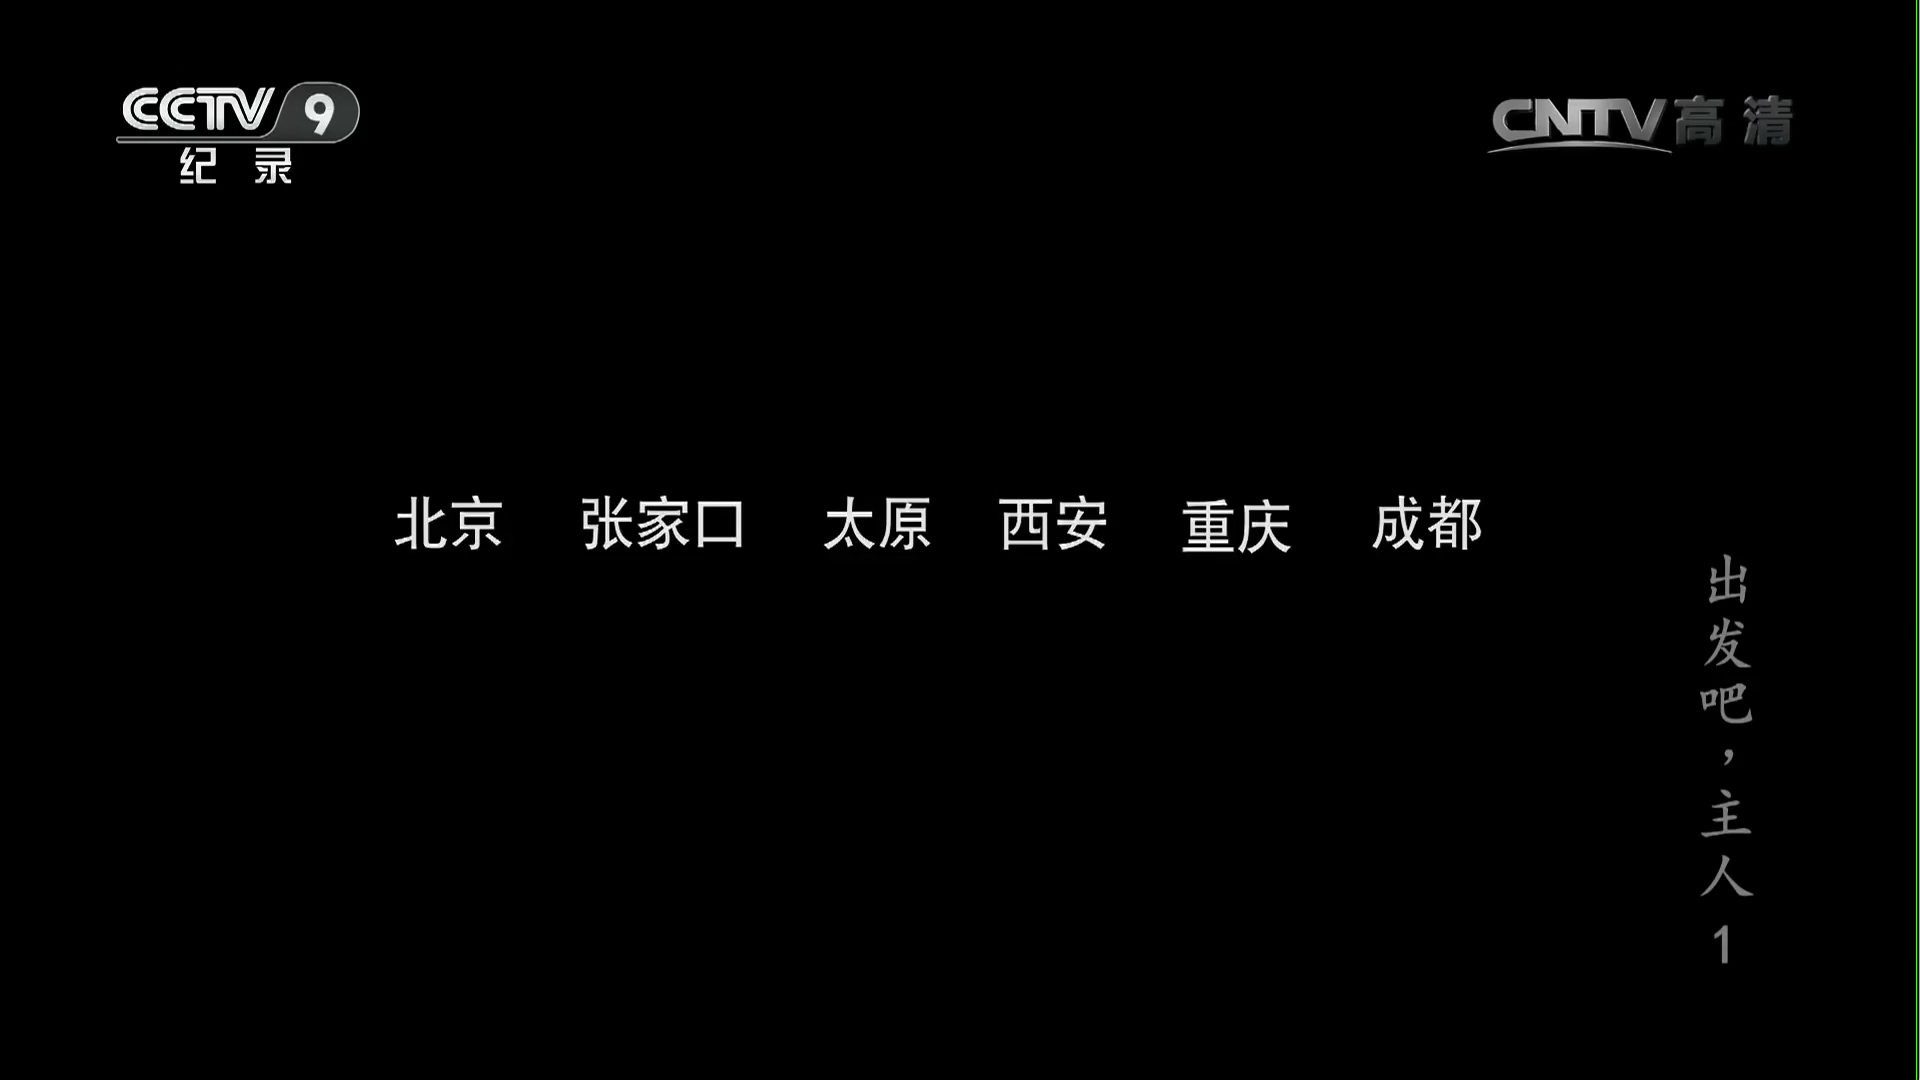 CCTV 9
纪 录
CNTV高清
北京 张家口 太原 西安 重庆 成都
出发吧，主人 1